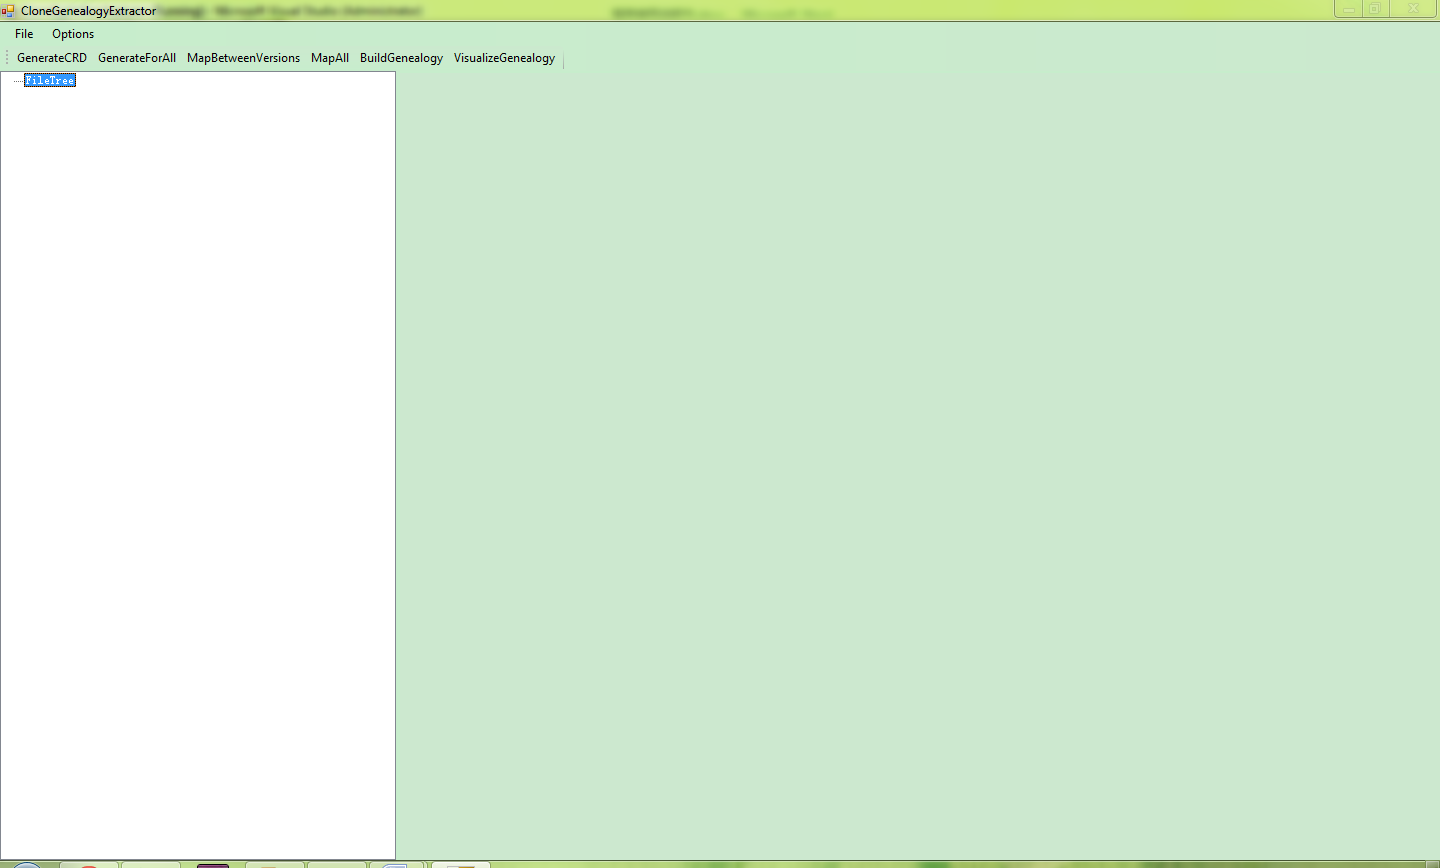 CloneGenealogyExtractor
File Options
GenerateCRD GenerateForAll MapBetweenVersions MapAll BuildGenealogy VisualizeGenealogy
FileTree